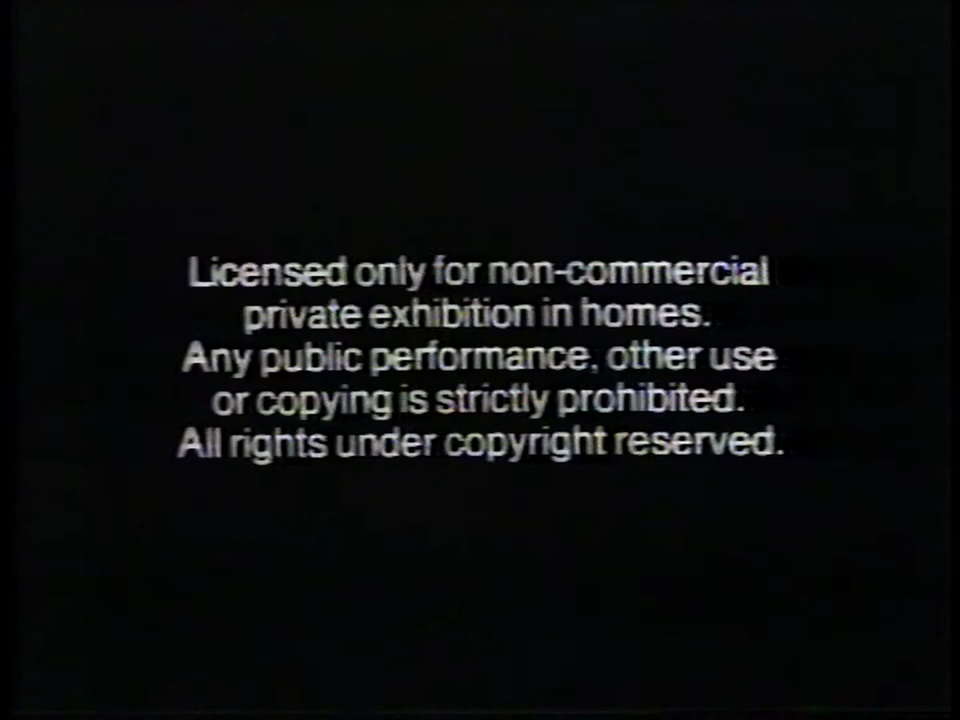 Licensed only for non-commercial
private exhibition in homes.
Any public performance, other use
or copying is strictly prohibited.
All rights under copyright reserved.